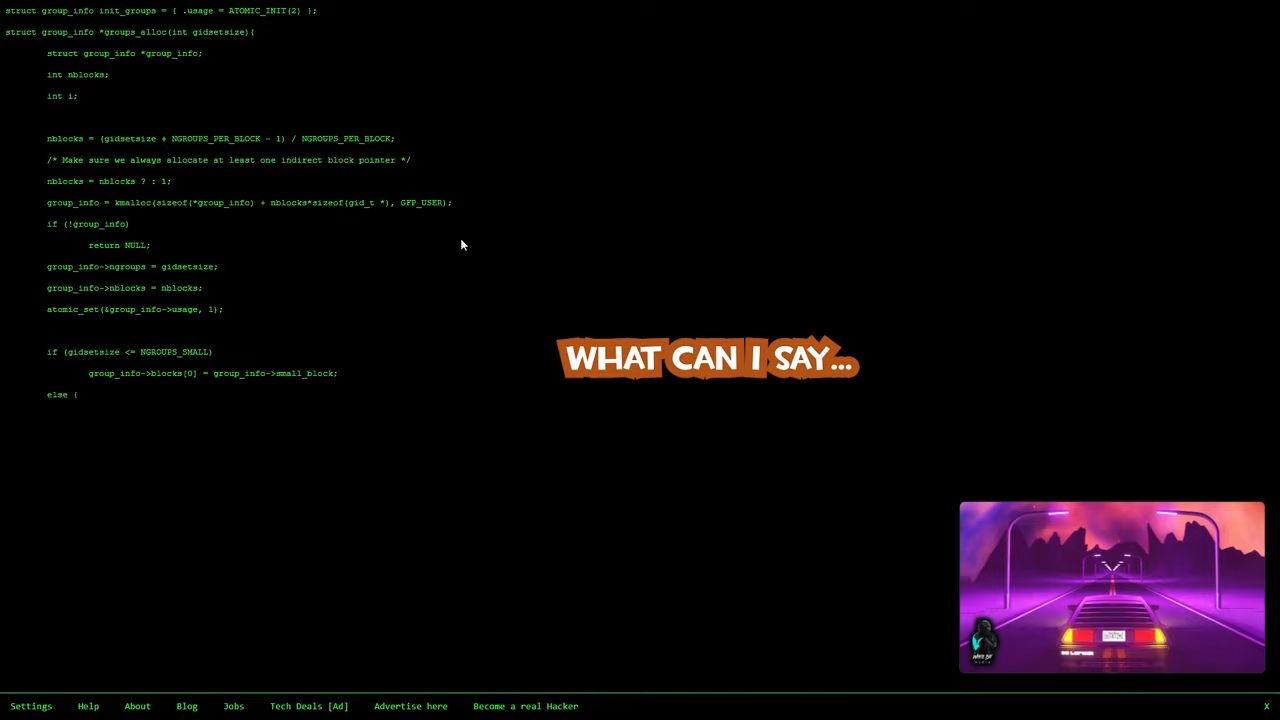 struct group_info init_groups = { .usage = ATOMIC_INIT(2) };
struct group_info *groups_alloc(int gidsetsize){
struct group_info *group_info;
int nblocks;
int i;
nblocks = (gidsetsize + NGROUPS_PER_BLOCK - 1) / NGROUPS_PER_BLOCK;
/* Make sure we always allocate at least one indirect block pointer */
nblocks = nblocks ? : 1;
group_info = kmalloc(sizeof(*group_info) + nblocks*sizeof(gid_t *), GFP_USER);
if (!group_info)
return NULL;
group_info->ngroups = gidsetsize;
group_info->nblocks = nblocks;
atomic_set(&group_info->usage, 1);
if (gidsetsize <= NGROUPS_SMALL)
group_info->blocks[0] = group_info->small_block;
else {
WHAT CAN I SAY...
Settings Help About Blog Jobs Tech Deals [Ad] Advertise here Become a real Hacker X